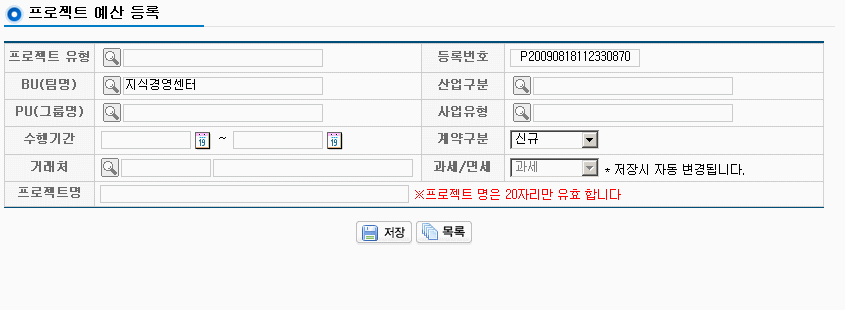 프로젝트 예산 등록
프로젝트 유형 등록번호 P20090818112330870
BU(팀명) 지식경영센터 산업구분
PU(그룹명) 사업유형
수행기간 19 ~ 19 계약구분 신규
거래처 과세/면세 과세 * 저장시 자동 변경됩니다.
프로젝트명 ※프로젝트 명은 20자리만 유효 합니다
저장 목록